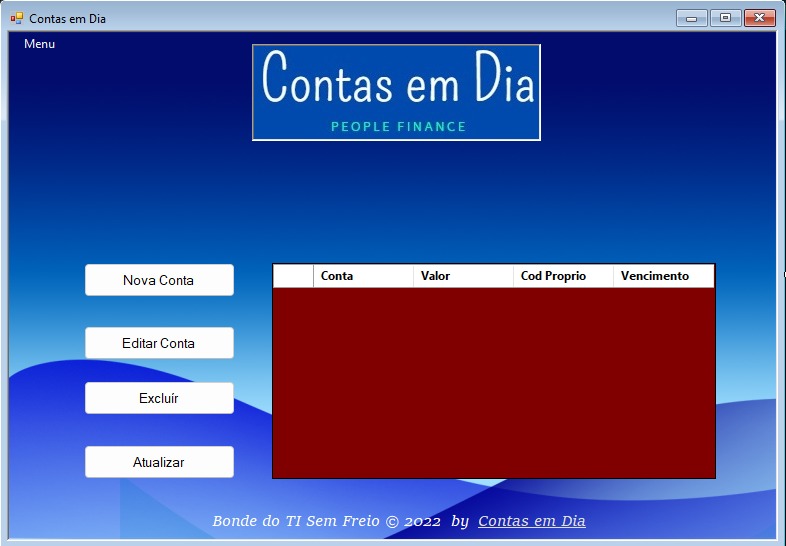 Contas em Dia
Menu
Contas em Dia
PEOPLE FINANCE
Nova Conta
Editar Conta
Excluír
Atualizar
Conta Valor Cod Proprio Vencimento
Bonde do TI Sem Freio © 2022 by Contas em Dia